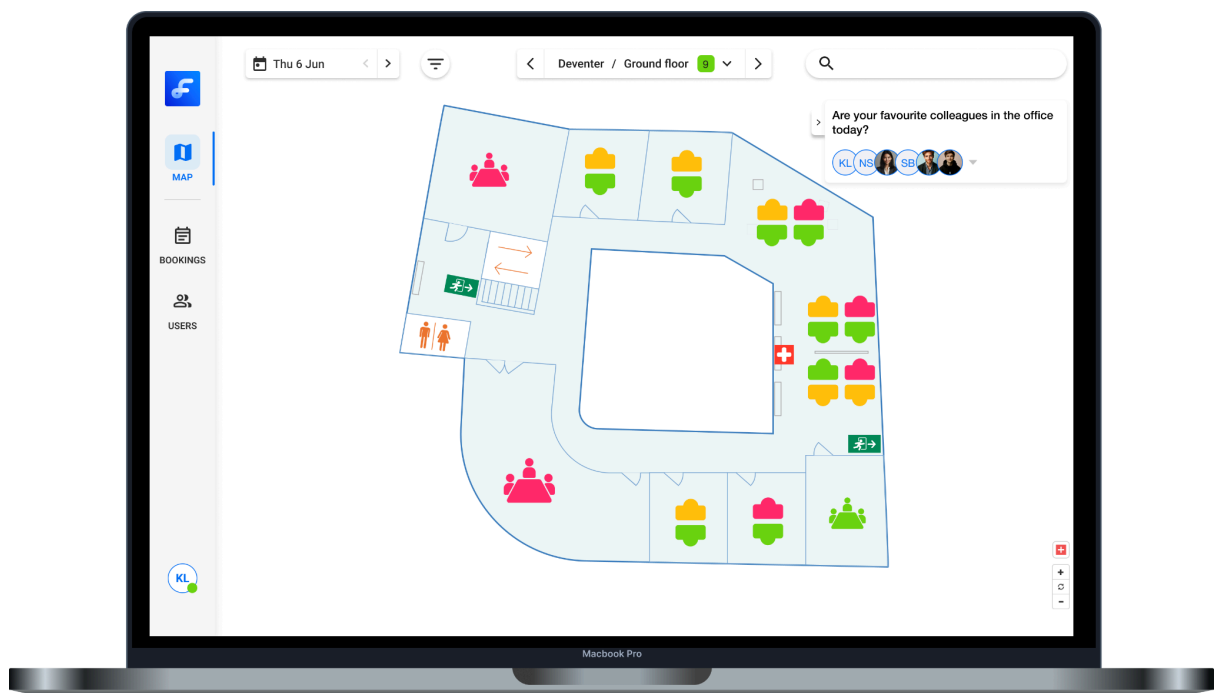 Thu 6 Jun
Deventer / Ground floor 9
Are your favourite colleagues in the office
today?
KL NS SB
MAP
BOOKINGS
USERS
KL
Macbook Pro